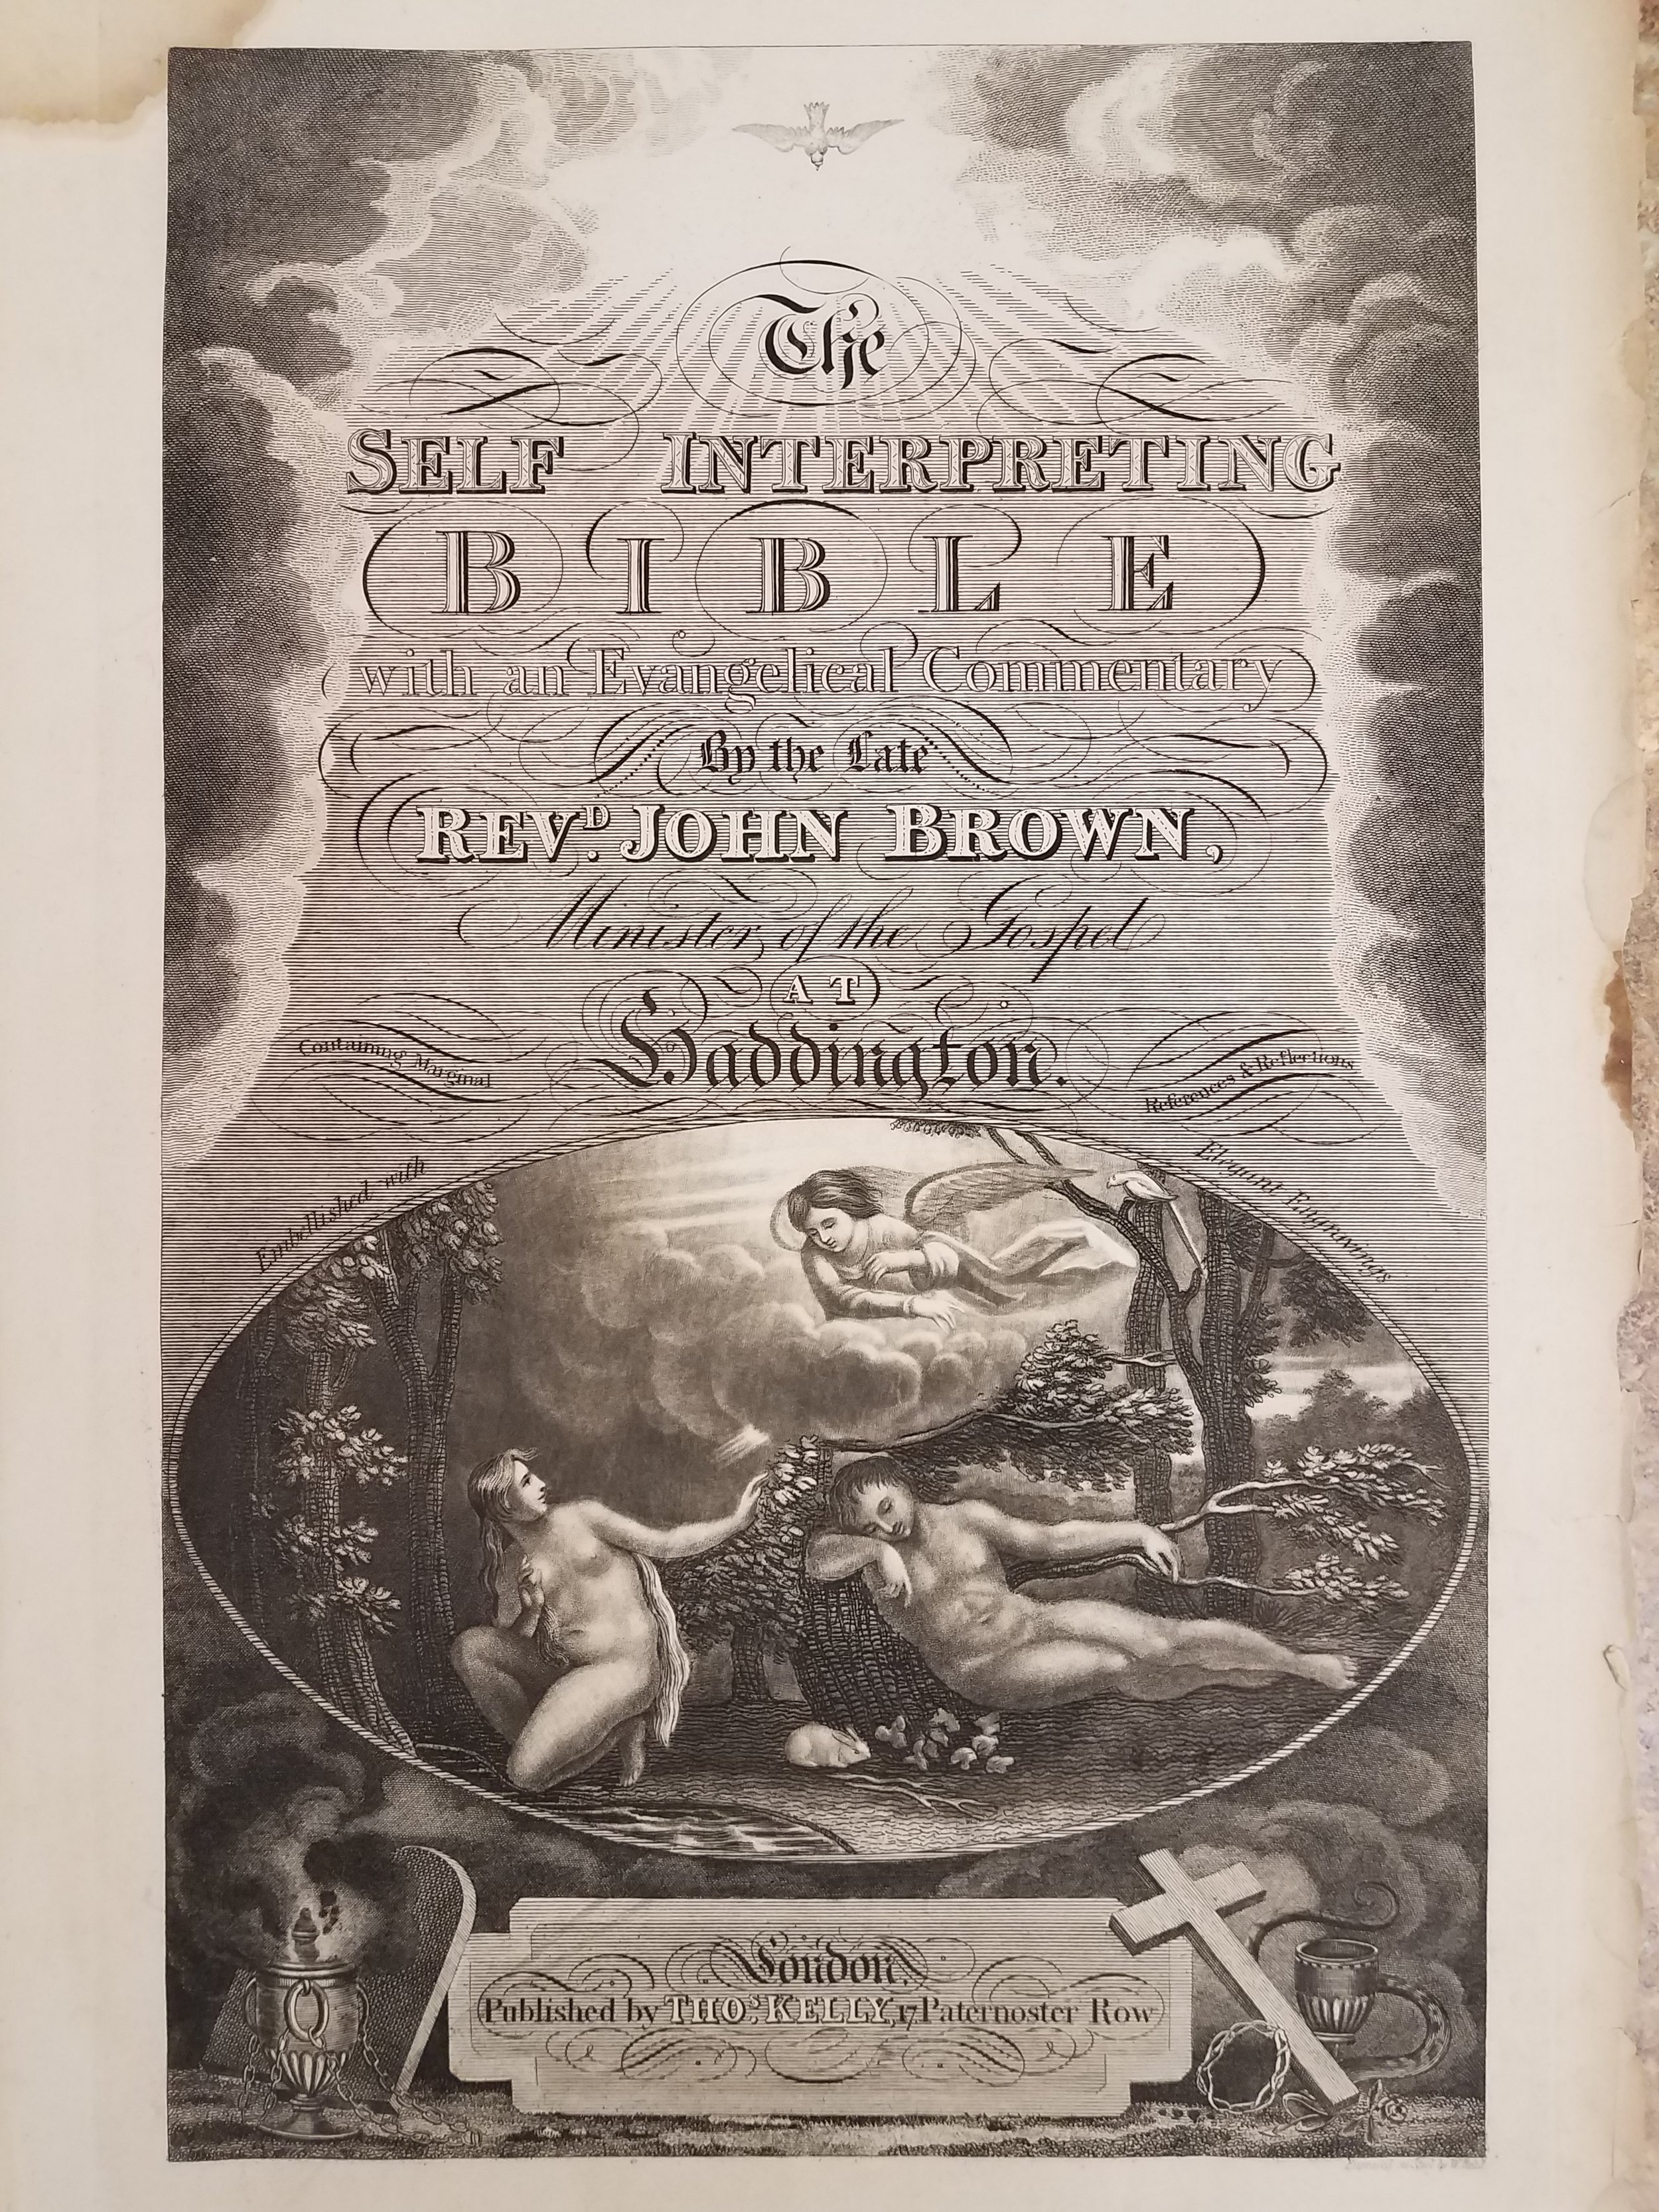 The
SELF INTERPRETING
BIBLE
with an Evangelical Commentary
By the Late
REVD. JOHN BROWN,
Minister of the Gospel
AT
Haddington.
Containing Marginal
References & Reflections
Embellished with
Elegant Engravings
London,
Published by THOS. KELLY, 17, Paternoster Row